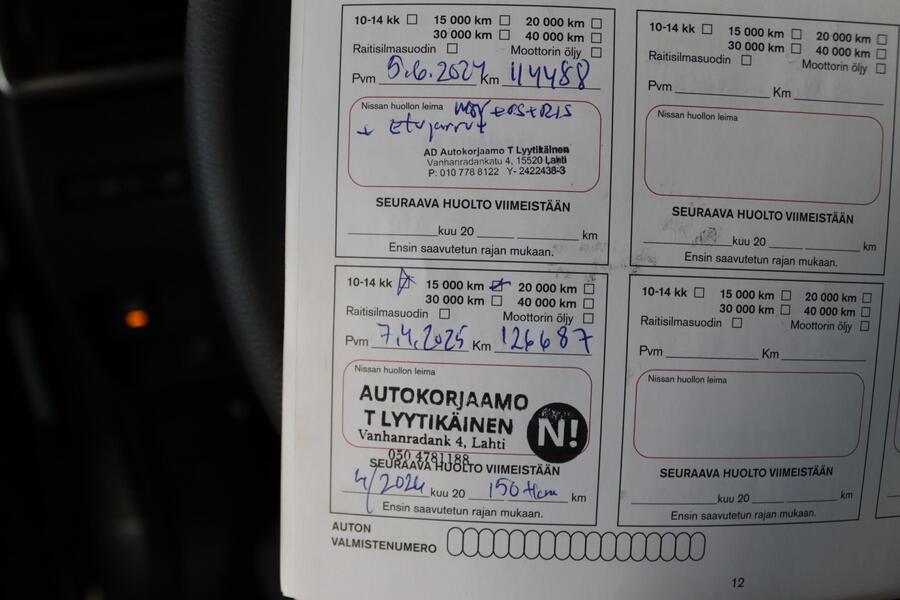 10-14 kk 15 000 km 20 000 km
30 000 km 40 000 km
Raitisilmasuodin Moottorin öljy
Pvm 5.6.2024 Km 114488
Nissan huollon leima
+ Etujarrut
AD Autokorjaamo T Lyytikäinen
Vanhanradankatu 4, 15520 Lahti
P: 010 778 8122 Y- 2422438-3
SEURAAVA HUOLTO VIIMEISTÄÄN
kuu 20 km
Ensin saavutetun rajan mukaan.
10-14 kk 15 000 km 20 000 km
30 000 km 40 000 km
Raitisilmasuodin Moottorin öljy
Pvm Km
Nissan huollon leima
SEURAAVA HUOLTO VIIMEISTÄÄN
kuu 20 km
Ensin saavutetun rajan mukaan.
10-14 kk 15 000 km 20 000 km
30 000 km 40 000 km
Raitisilmasuodin Moottorin öljy
Pvm 7.4.2025 Km 126687
Nissan huollon leima
AUTOKORJAAMO
T LYYTIKÄINEN N!
Vanhanradank 4, Lahti
050 4781188
SEURAAVA HUOLTO VIIMEISTÄÄN
4/2026 kuu 20 150 tkm km
Ensin saavutetun rajan mukaan.
10-14 kk 15 000 km 20 000 km
30 000 km 40 000 km
Raitisilmasuodin Moottorin öljy
Pvm Km
Nissan huollon leima
SEURAAVA HUOLTO VIIMEISTÄÄN
kuu 20 km
Ensin saavutetun rajan mukaan.
AUTON
VALMISTENUMERO
12